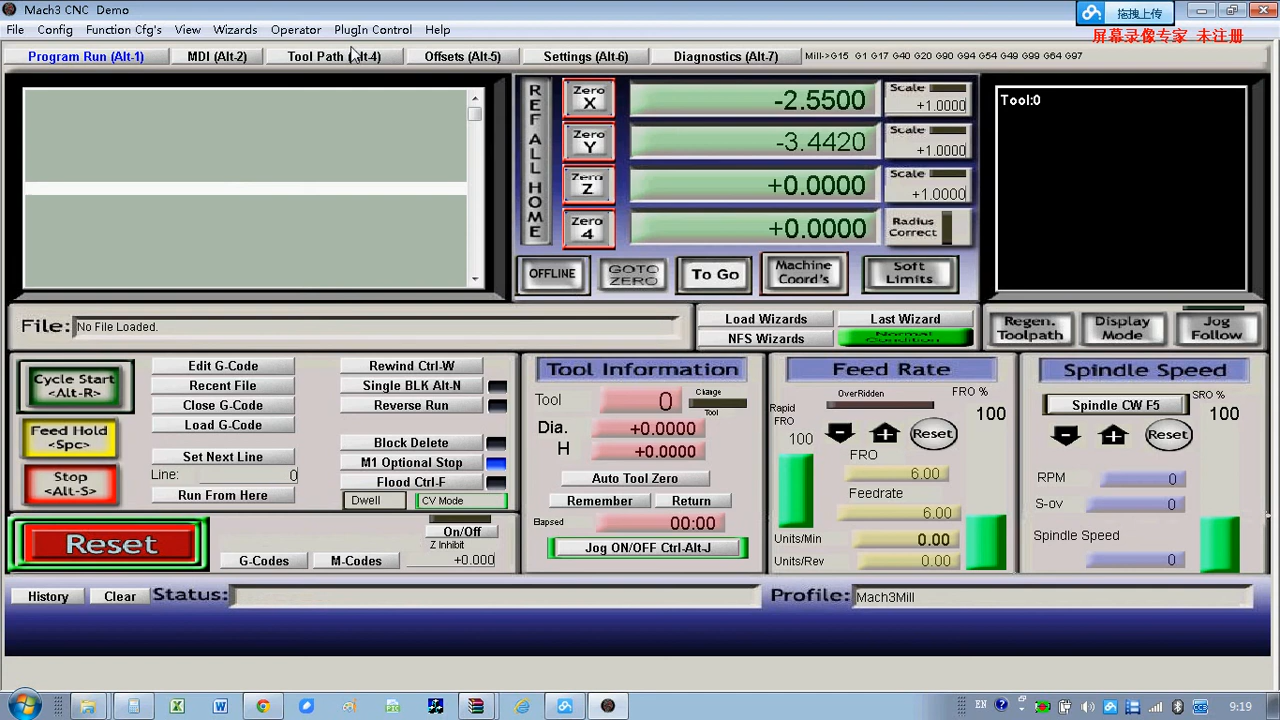 Mach3 CNC Demo
拖拽上传
File Config Function Cfg's View Wizards Operator PlugIn Control Help
屏幕录像专家 未注册
Program Run (Alt-1) MDI (Alt-2) Tool Path (Alt-4) Offsets (Alt-5) Settings (Alt-6) Diagnostics (Alt-7) Mill->G15 G1 G17 G40 G20 G90 G94 G54 G49 G99 G64 G97
REF ALL HOME
Zero X -2.5500 Scale +1.0000
Zero Y -3.4420 Scale +1.0000
Zero Z +0.0000 Scale +1.0000
Zero 4 +0.0000 Radius Correct
OFFLINE GOTO ZERO To Go Machine Coord's Soft Limits
Tool:0
File: No File Loaded.
Load Wizards Last Wizard
NFS Wizards Normal Condition
Regen. Toolpath Display Mode Jog Follow
Cycle Start <Alt-R>
Feed Hold <Spc>
Stop <Alt-S>
Edit G-Code
Recent File
Close G-Code
Load G-Code
Set Next Line
Line: 0
Run From Here
Rewind Ctrl-W
Single BLK Alt-N
Reverse Run
Block Delete
M1 Optional Stop
Flood Ctrl-F
Dwell CV Mode
Reset
G-Codes M-Codes
On/Off
Z Inhibit
+0.000
Tool Information
Tool 0 Change Tool
Dia. +0.0000
H +0.0000
Auto Tool Zero
Remember Return
Elapsed 00:00
Jog ON/OFF Ctrl-Alt-J
Feed Rate
OverRidden
FRO %
100
Rapid FRO
100
Reset
FRO
6.00
Feedrate
6.00
Units/Min 0.00
Units/Rev 0.00
Spindle Speed
Spindle CW F5
SRO %
100
Reset
RPM 0
S-ov 0
Spindle Speed
0
History Clear Status: Profile: Mach3Mill
EN 9:19